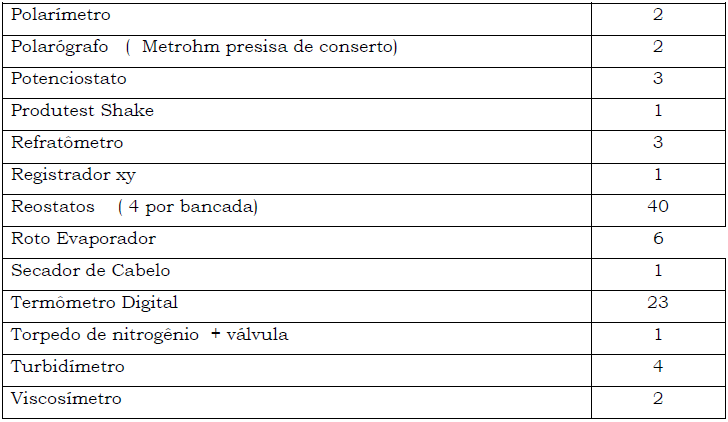 Polarímetro 2
Polarógrafo ( Metrohm presisa de conserto) 2
Potenciostato 3
Produtest Shake 1
Refratômetro 3
Registrador xy 1
Reostatos ( 4 por bancada) 40
Roto Evaporador 6
Secador de Cabelo 1
Termômetro Digital 23
Torpedo de nitrogênio + válvula 1
Turbidímetro 4
Viscosímetro 2